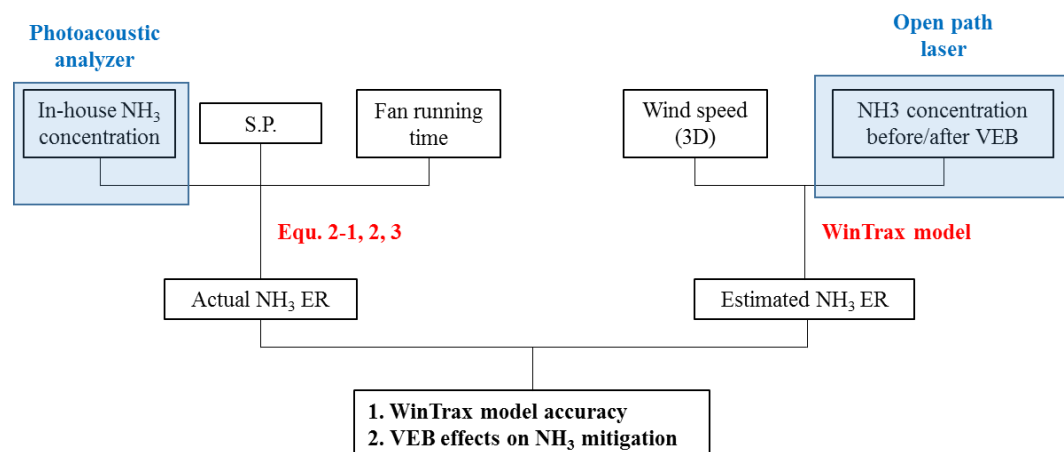 Photoacoustic
analyzer
In-house NH₃
concentration
S.P.
Fan running
time
Equ. 2-1, 2, 3
Actual NH₃ ER
Open path
laser
Wind speed
(3D)
NH3 concentration
before/after VEB
WinTrax model
Estimated NH₃ ER
1. WinTrax model accuracy
2. VEB effects on NH₃ mitigation